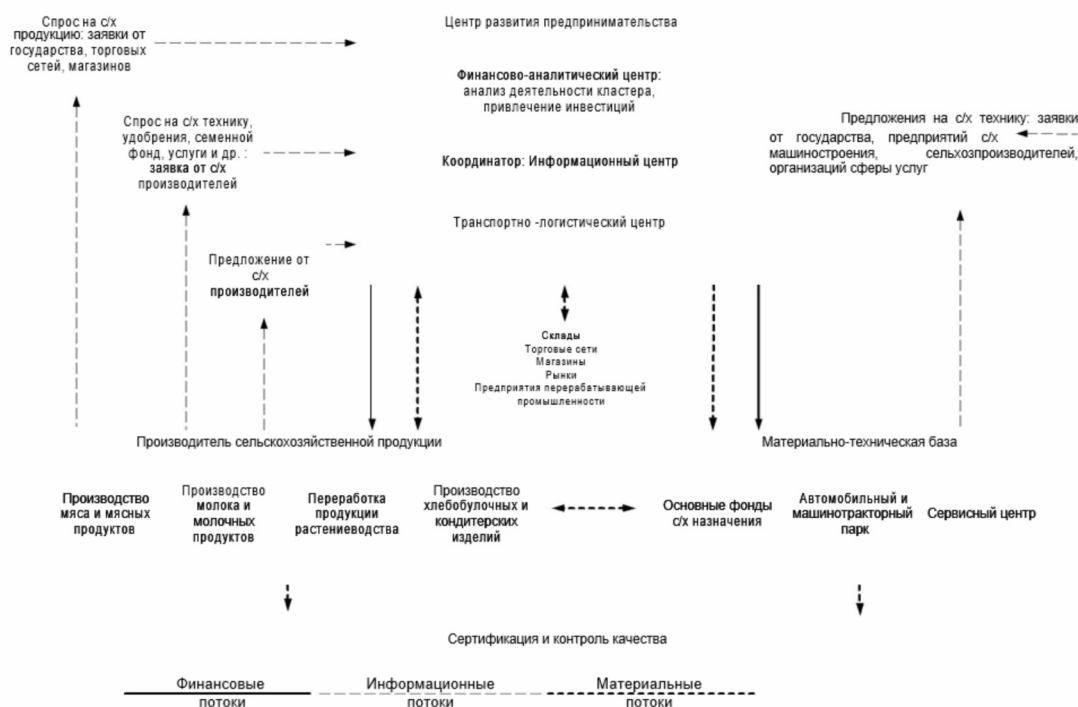 Спрос на с/х
продукцию: заявки от
государства, торговых
сетей, магазинов
Центр развития предпринимательства
Финансово-аналитический центр:
анализ деятельности кластера,
привлечение инвестиций
Спрос на с/х технику,
удобрения, семенной
фонд, услуги и др. :
заявка от с/х
производителей
Координатор: Информационный центр
Предложения на с/х технику: заявки
от государства, предприятий с/х
машиностроения, сельхозпроизводителей,
организаций сферы услуг
Транспортно -логистический центр
Предложение от
с/х
производителей
Склады
Торговые сети
Магазины
Рынки
Предприятия перерабатывающей
промышленности
Производитель сельскохозяйственной продукции
Материально-техническая база
Производство
мяса и мясных
продуктов
Производство
молока и
молочных
продуктов
Переработка
продукции
растениеводства
Производство
хлебобулочных и
кондитерских
изделий
Основные фонды
с/х назначения
Автомобильный и
машинотракторный
парк
Сервисный центр
Сертификация и контроль качества
Финансовые
потоки
Информационные
потоки
Материальные
потоки